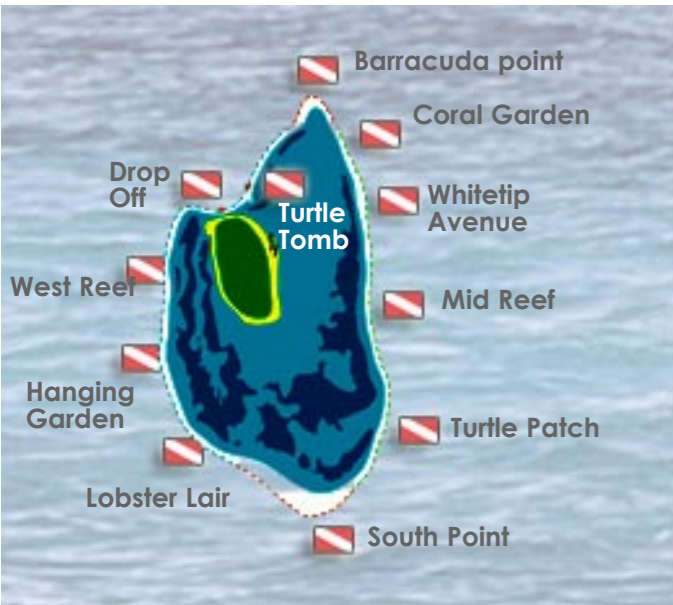 Barracuda point
Coral Garden
Drop
Off
Turtle
Tomb
Whitetip
Avenue
West Reef
Mid Reef
Hanging
Garden
Turtle Patch
Lobster Lair
South Point